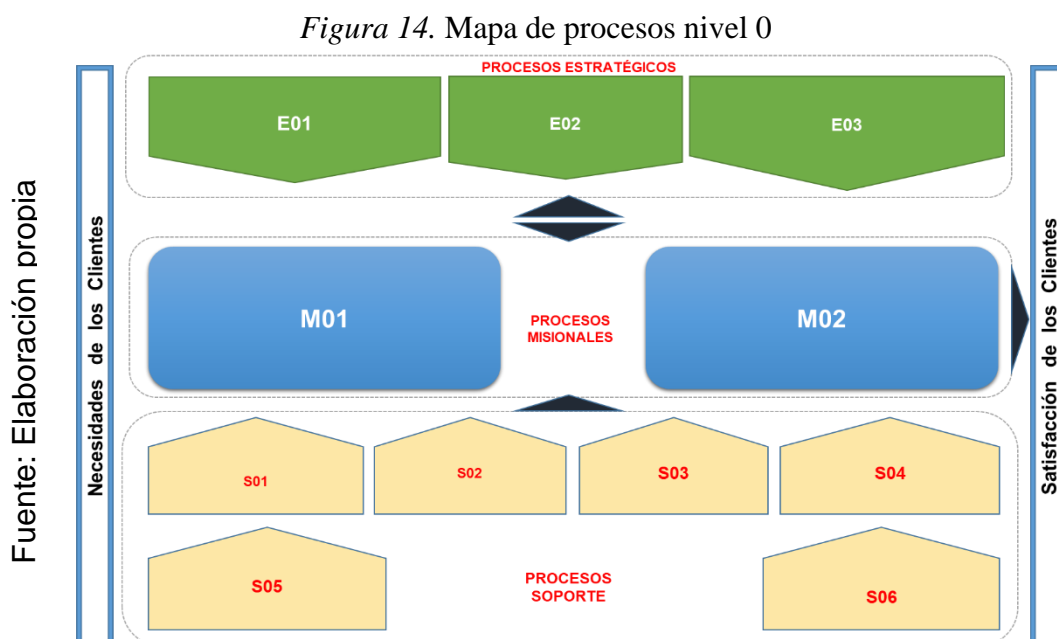 Figura 14. Mapa de procesos nivel 0
Fuente: Elaboración propia
Necesidades de los Clientes
PROCESOS ESTRATÉGICOS
E01
E02
E03
M01
PROCESOS
MISIONALES
M02
S01
S02
S03
S04
S05
PROCESOS
SOPORTE
S06
Satisfacción de los Clientes